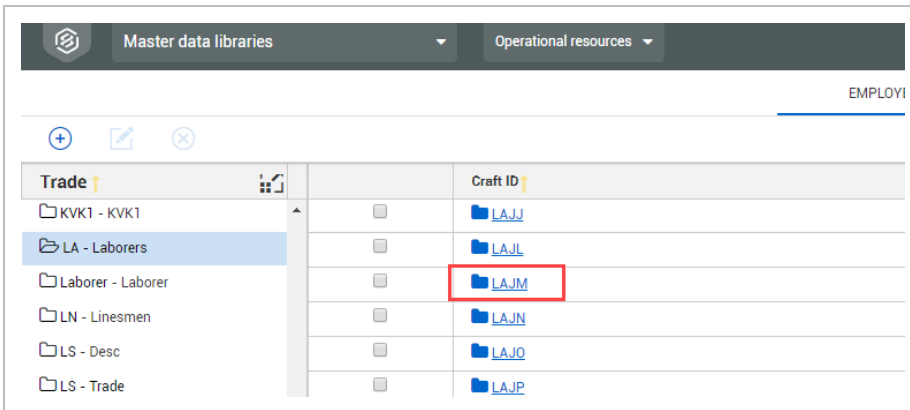 Master data libraries
Operational resources
EMPLOYE
Trade
Craft ID
KVK1 - KVK1
LAJJ
LA - Laborers
LAJL
Laborer - Laborer
LAJM
LN - Linesmen
LAJN
LS - Desc
LAJO
LS - Trade
LAJP